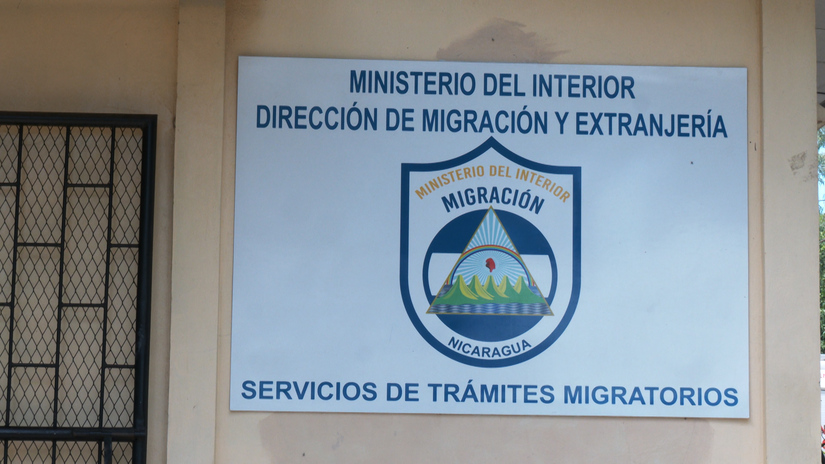 MINISTERIO DEL INTERIOR
DIRECCIÓN DE MIGRACIÓN Y EXTRANJERÍA
MINISTERIO DEL INTERIOR
MIGRACIÓN
NICARAGUA
SERVICIOS DE TRÁMITES MIGRATORIOS